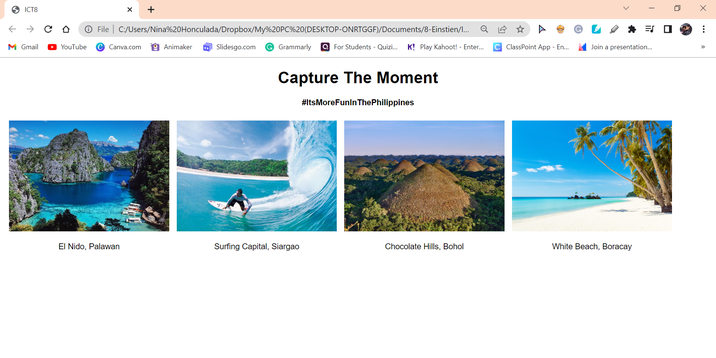 ICT8
File
C:/Users/Nina%20Honculada/Dropbox/My%20PC%20(DESKTOP-ONRTGGF)/Documents/8-Einstien/I...
Gmail
YouTube
Canva.com
Animaker
Slidesgo.com
Grammarly
For Students - Quizi...
Play Kahoot! - Enter...
ClassPoint App - En...
Join a presentation...
Capture The Moment
#ItsMoreFunInThePhilippines
El Nido, Palawan
Surfing Capital, Siargao
Chocolate Hills, Bohol
White Beach, Boracay